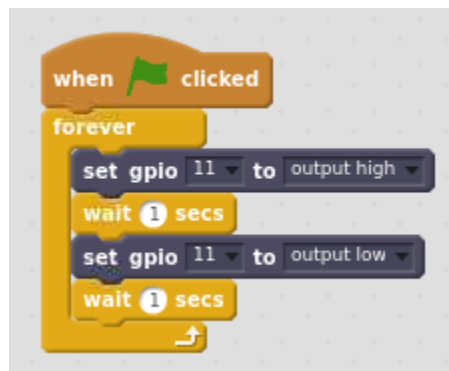 when clicked
forever
set gpio 11 to output high
wait 1 secs
set gpio 11 to output low
wait 1 secs